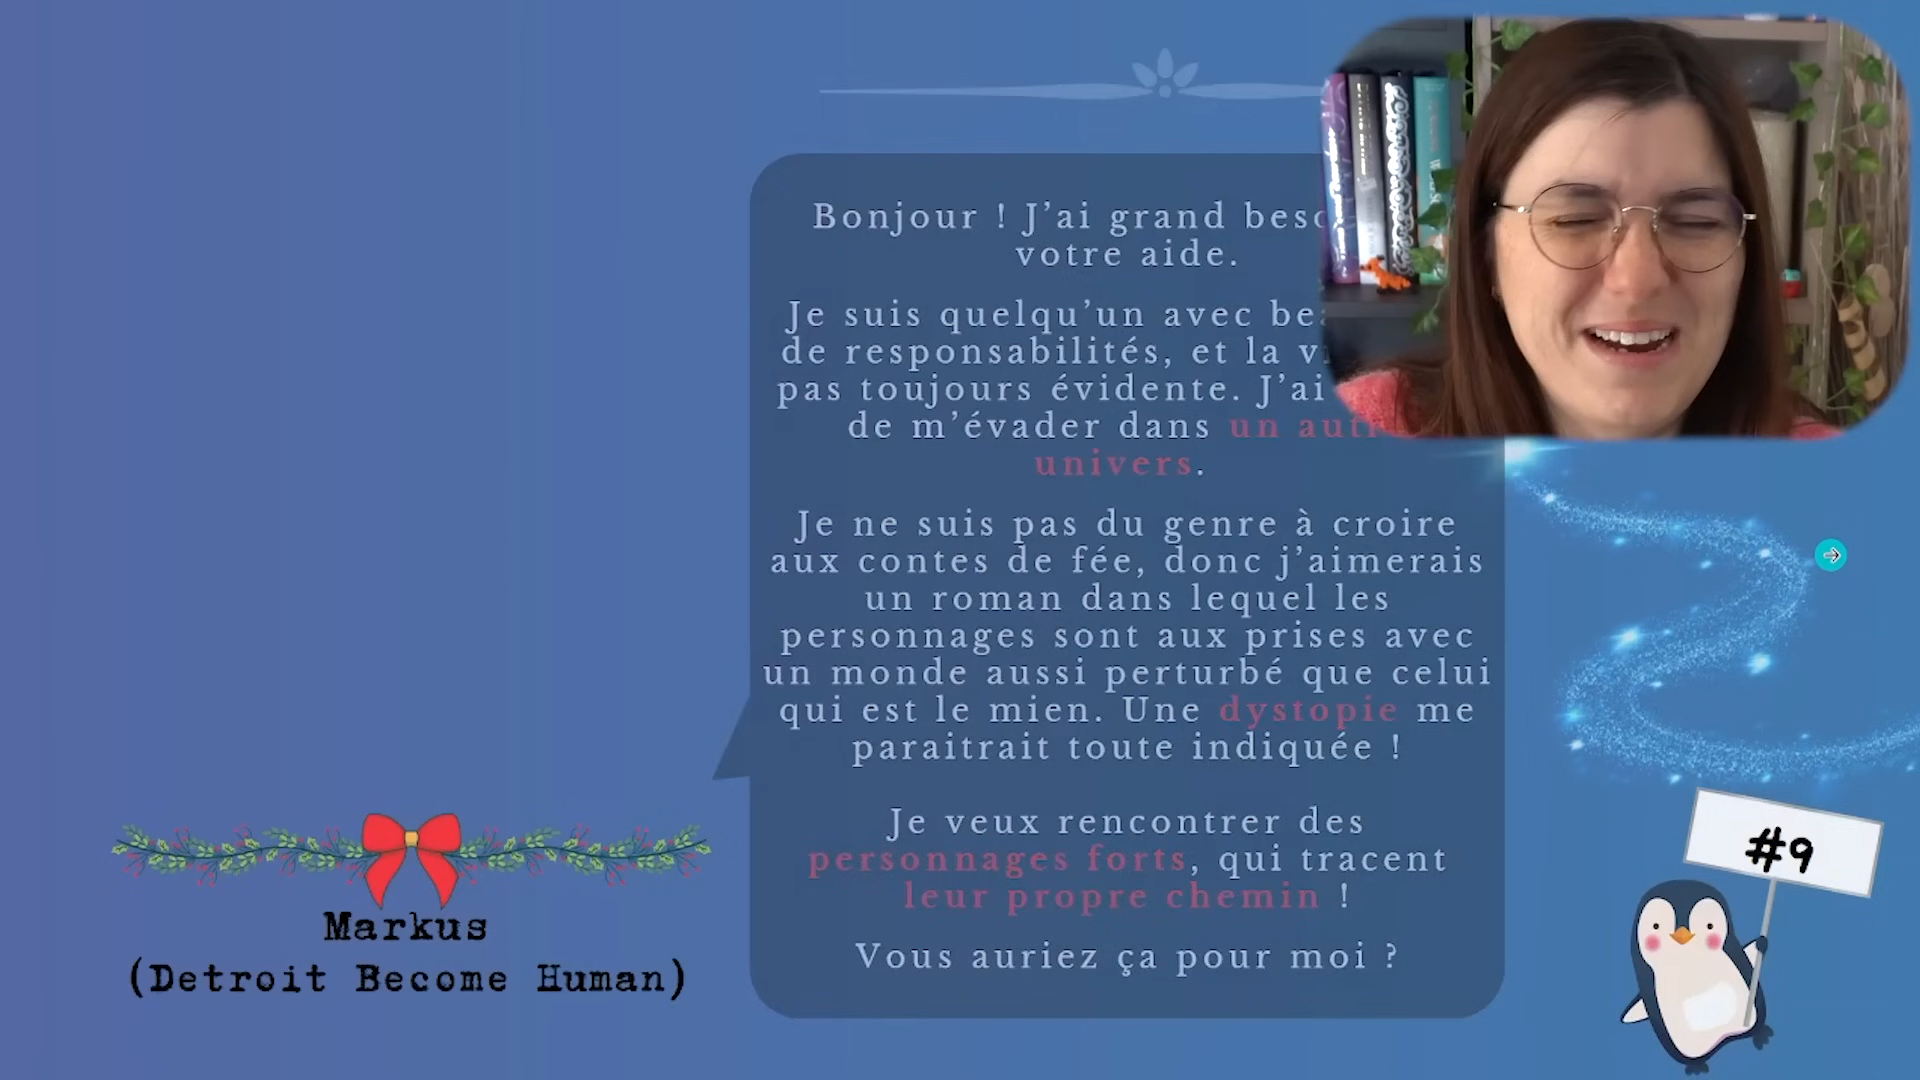 Bonjour ! J’ai grand
votre aide.
Je suis quelqu’un avec
de responsabilités, et la
pas toujours évidente. J’ai
de m’évader dans un
univers.
Je ne suis pas du genre à croire
aux contes de fée, donc j’aimerais
un roman dans lequel les
personnages sont aux prises avec
un monde aussi perturbé que celui
qui est le mien. Une dystopie me
paraitrait toute indiquée !
Je veux rencontrer des
personnages forts, qui tracent
leur propre chemin !
Vous auriez ça pour moi ?
Markus
(Detroit Become Human)
#9